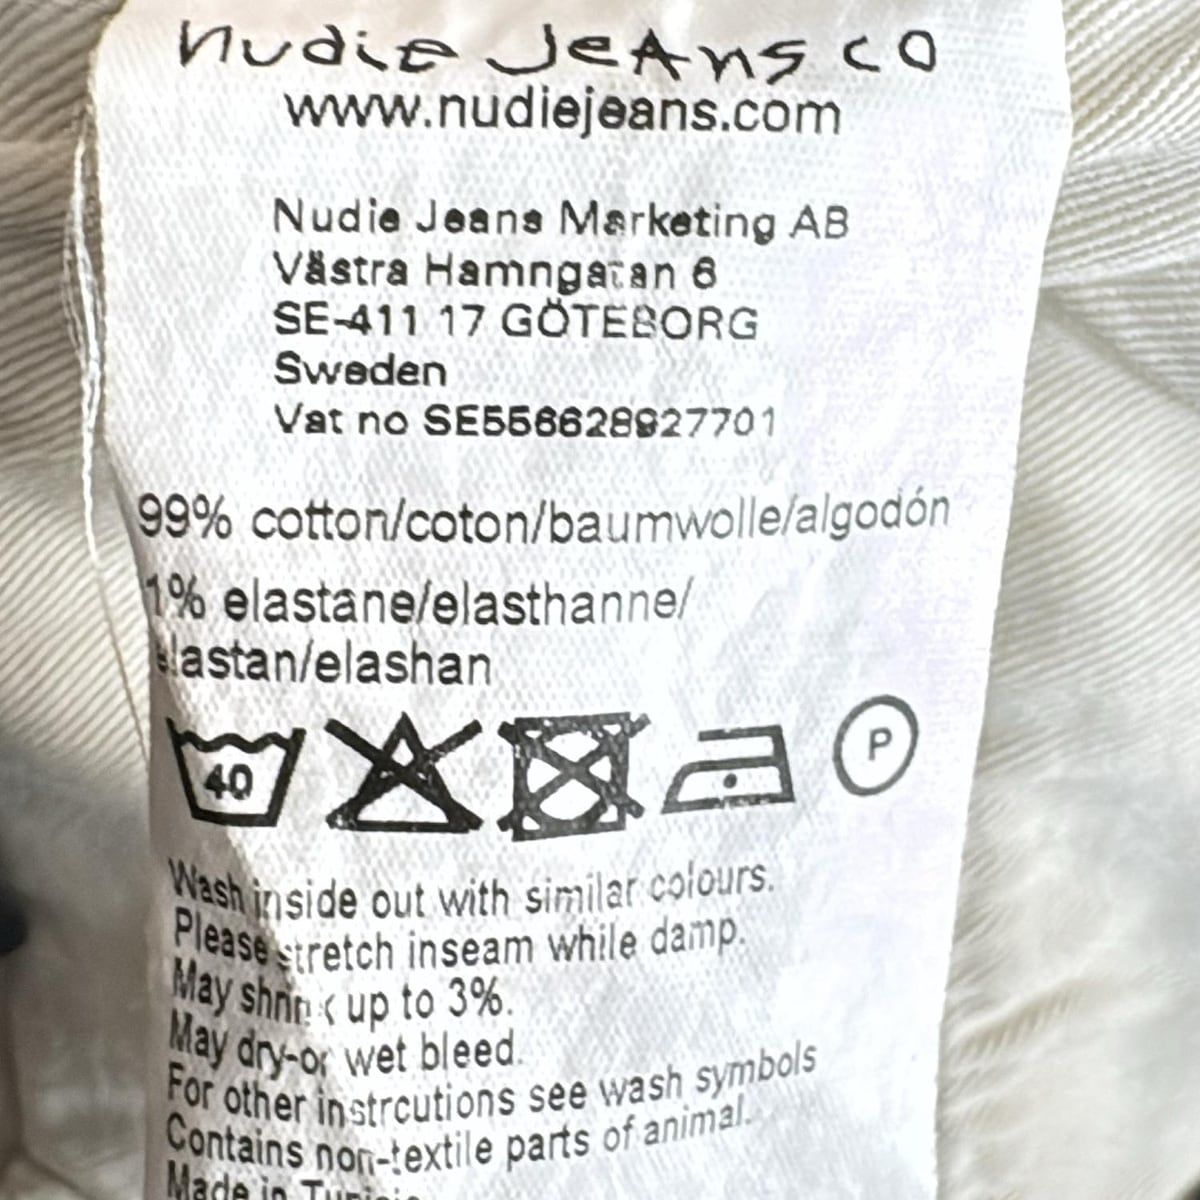 nudie jeans co
www.nudiejeans.com
Nudie Jeans Marketing AB
Västra Hamngatan 6
SE-411 17 GÖTEBORG
Sweden
Vat no SE556628927701
99% cotton/coton/baumwolle/algodón
1% elastane/elasthanne/
elastan/elashan
40
P
Wash inside out with similar colours.
Please stretch inseam while damp.
May shrink up to 3%.
May dry-or wet bleed.
For other instrcutions see wash symbols
Contains non-textile parts of animal.
Made in Tunisia